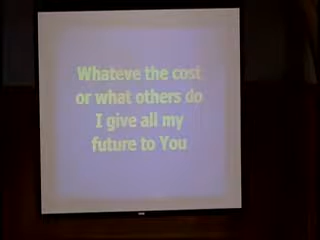 Whateve the cost
or what others do
I give all my
future to You